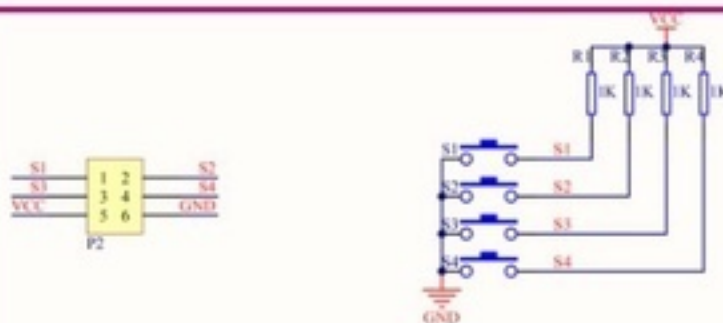 VCC
R1 R2 R3 R4
1K 1K 1K 1K
S1 S1
S1 1 2 S2
S3 3 4 S4
VCC 5 6 GND
P2
S2 S2
S3 S3
S4 S4
GND